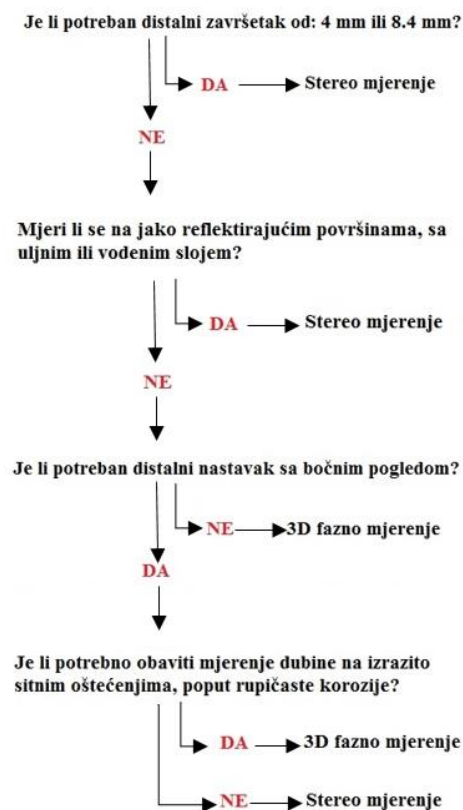 Je li potreban distalni završetak od: 4 mm ili 8.4 mm?
DA
Stereo mjerenje
NE
Mjeri li se na jako reflektirajućim površinama, sa
uljnim ili vodenim slojem?
DA
Stereo mjerenje
NE
Je li potreban distalni nastavak sa bočnim pogledom?
NE
3D fazno mjerenje
DA
Je li potrebno obaviti mjerenje dubine na izrazito
sitnim oštećenjima, poput rupičaste korozije?
DA
3D fazno mjerenje
NE
Stereo mjerenje